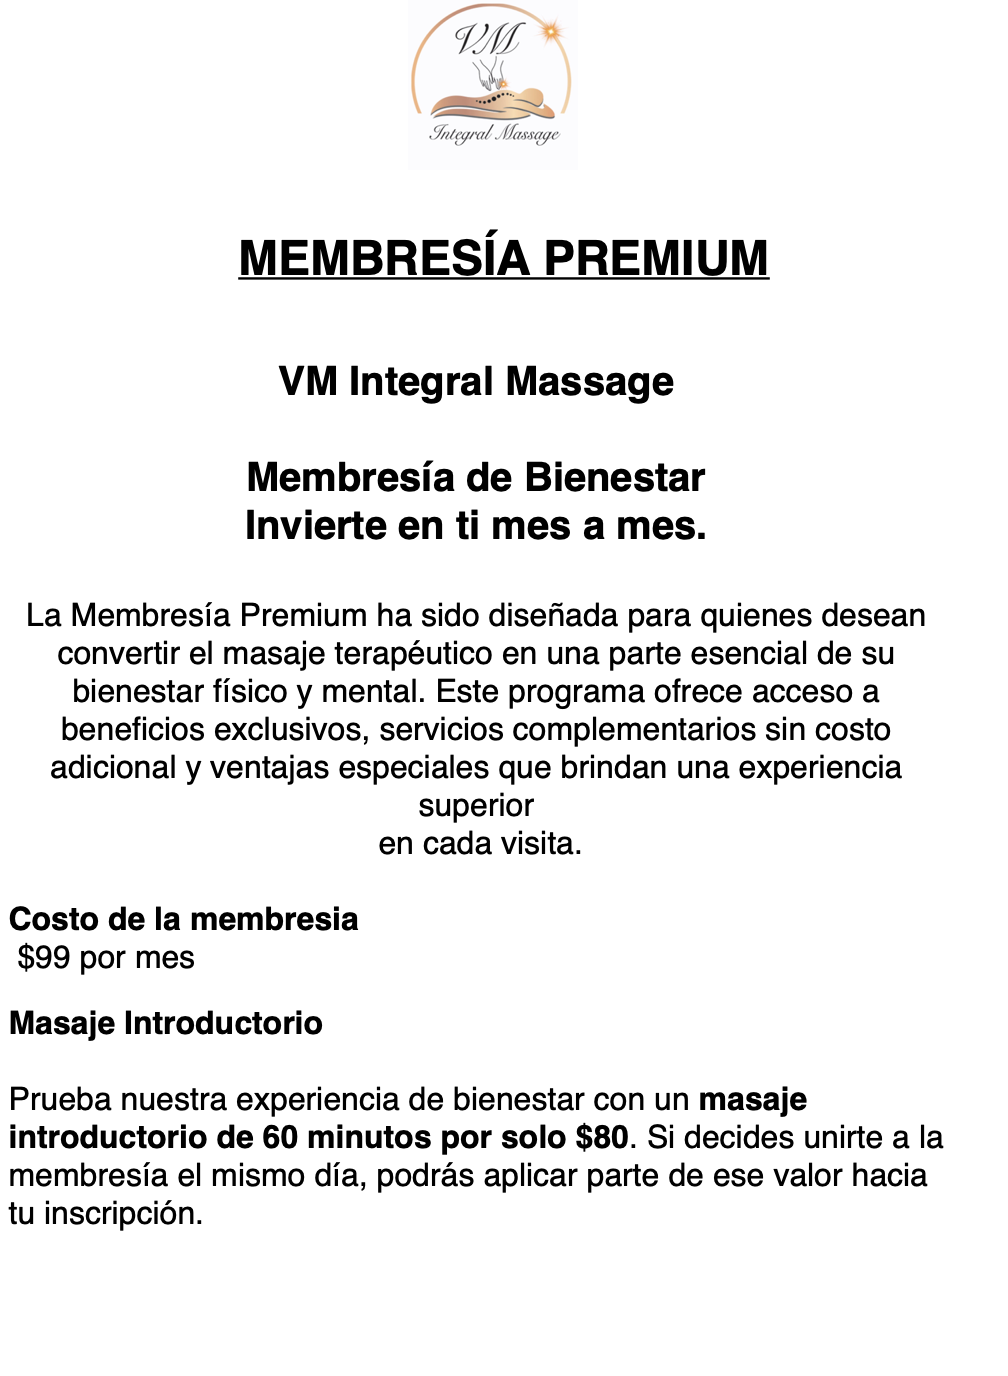 VM
Integral Massage
MEMBRESÍA PREMIUM
VM Integral Massage
Membresía de Bienestar
Invierte en ti mes a mes.
La Membresía Premium ha sido diseñada para quienes desean
convertir el masaje terapéutico en una parte esencial de su
bienestar físico y mental. Este programa ofrece acceso a
beneficios exclusivos, servicios complementarios sin costo
adicional y ventajas especiales que brindan una experiencia
superior
en cada visita.
Costo de la membresia
$99 por mes
Masaje Introductorio
Prueba nuestra experiencia de bienestar con un masaje
introductorio de 60 minutos por solo $80. Si decides unirte a la
membresía el mismo día, podrás aplicar parte de ese valor hacia
tu inscripción.